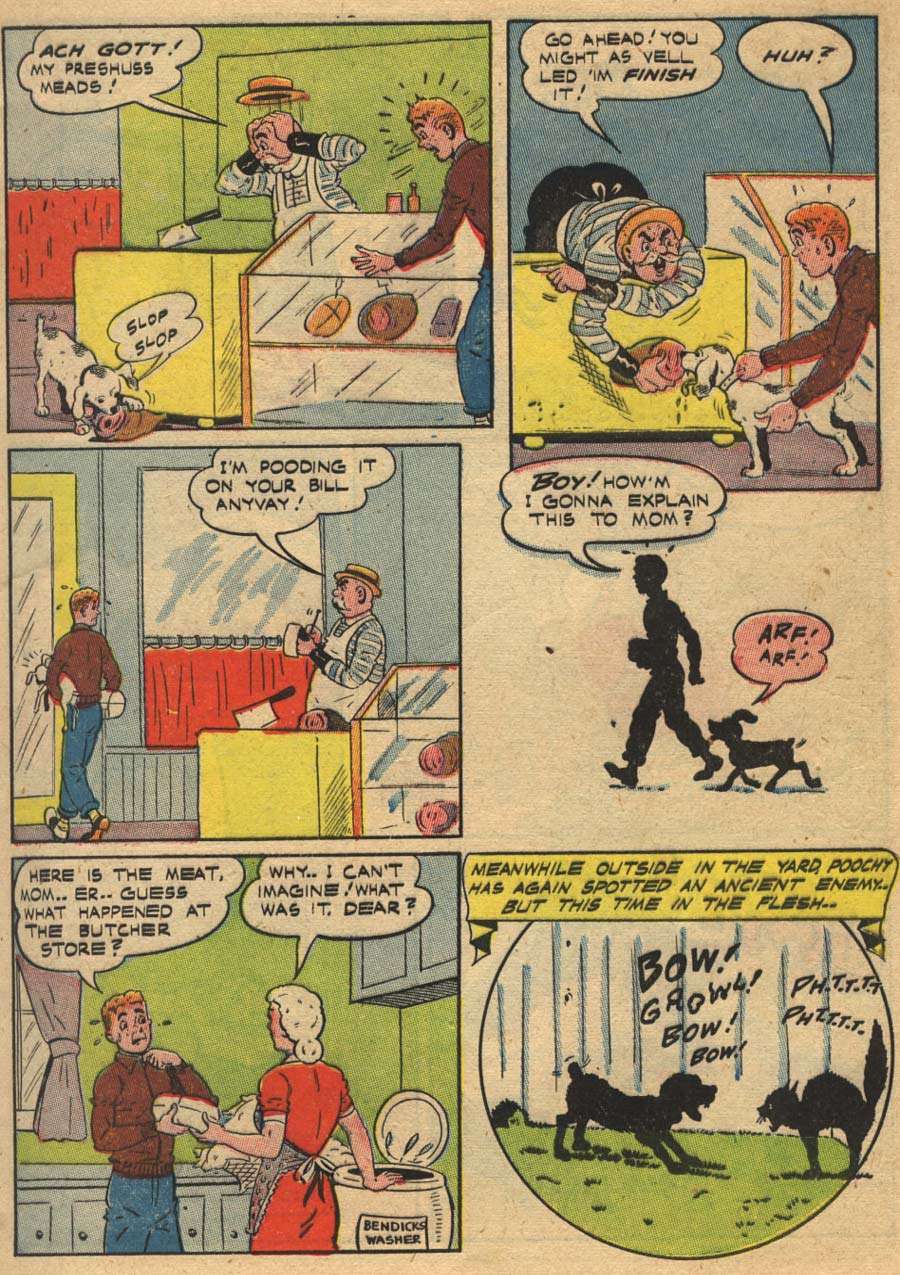 ACH GOTT!
MY PRESHUSS
MEADS!
SLOP
SLOP
GO AHEAD! YOU
MIGHT AS VELL
LED 'IM FINISH
IT!
HUH?
I'M POODING IT
ON YOUR BILL
ANYVAY!
BOY! HOW'M
I GONNA EXPLAIN
THIS TO MOM?
ARF!
ARF!
HERE IS THE MEAT,
MOM.. ER-- GUESS
WHAT HAPPENED AT
THE BUTCHER
STORE?
WHY.. I CAN'T
IMAGINE! WHAT
WAS IT, DEAR?
BENDICKS
WASHER
MEANWHILE OUTSIDE IN THE YARD, POOCHY
HAS AGAIN SPOTTED AN ANCIENT ENEMY..
BUT THIS TIME IN THE FLESH--
BOW!
GROWL!
BOW!
BOW!
PH.T.T.T.T
PHT.T.T.T.